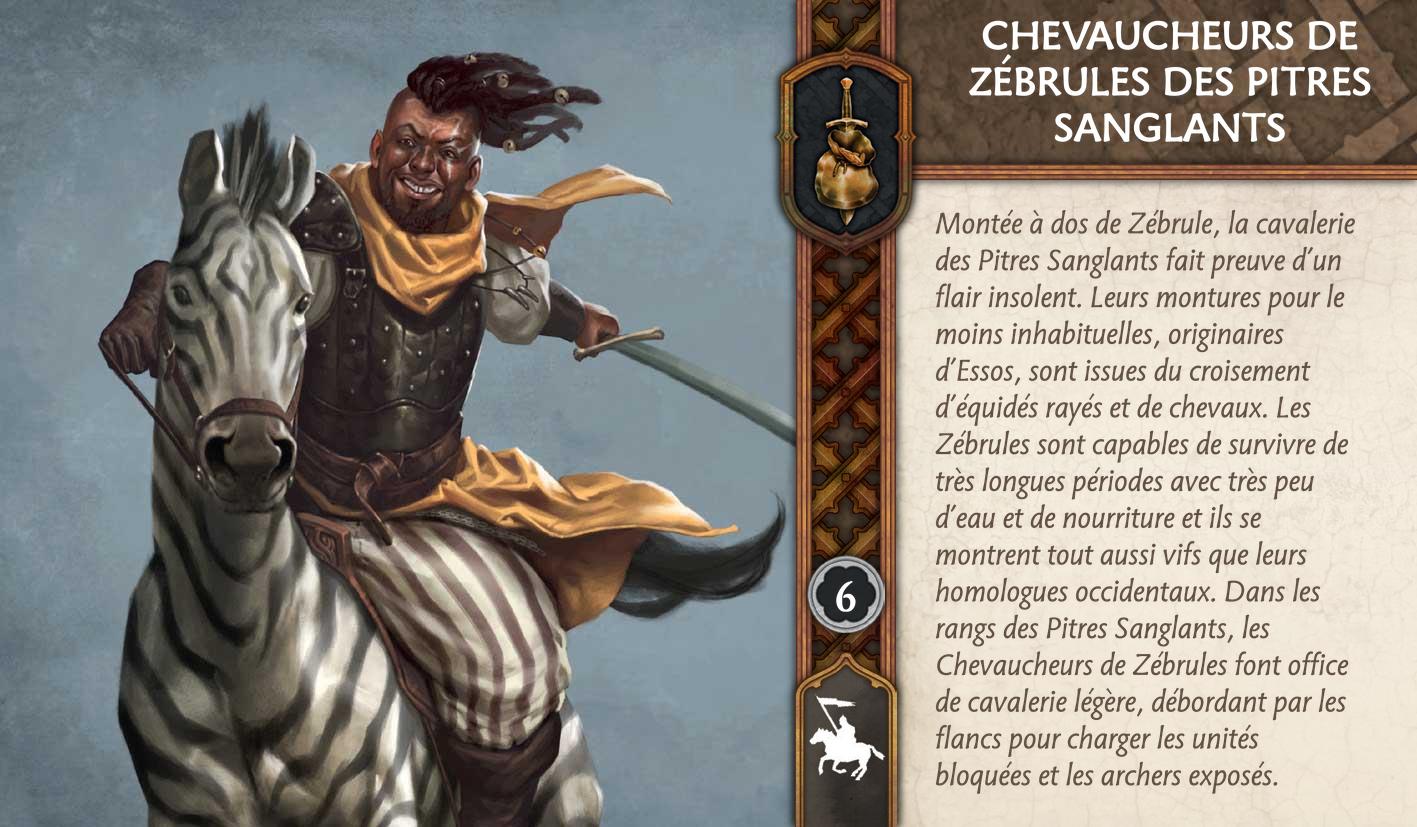 CHEVAUCHEURS DE
ZÉBRULES DES PITRES
SANGLANTS
Montée à dos de Zébrule, la cavalerie
des Pitres Sanglants fait preuve d'un
flair insolent. Leurs montures pour le
moins inhabituelles, originaires
d'Essos, sont issues du croisement
d'équidés rayés et de chevaux. Les
Zébrules sont capables de survivre de
très longues périodes avec très peu
d'eau et de nourriture et ils se
montrent tout aussi vifs que leurs
homologues occidentaux. Dans les
rangs des Pitres Sanglants, les
Chevaucheurs de Zébrules font office
de cavalerie légère, débordant par les
flancs pour charger les unités
bloquées et les archers exposés.
6